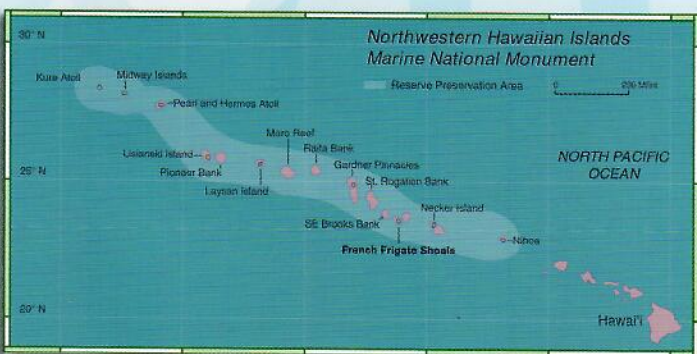 Northwestern Hawaiian Islands
Marine National Monument
30° N
Kure Atoll
Midway Islands
Reserve Preservation Area
0 200 Miles
Pearl and Hermes Atoll
Maro Reef
Raita Bank
Lisianski Island
Gardner Pinnacles
NORTH PACIFIC
OCEAN
25° N
Pioneer Bank
St. Rogatien Bank
Laysan Island
Necker Island
SE Brooks Bank
French Frigate Shoals
Nihoa
20° N
Hawai'i